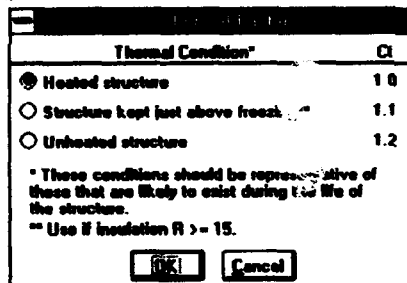 Thermal Condition* Ct
Heated structure 1.0
Structure kept just above 1.1
Unheated structure 1.2
* These conditions should be representative of
those that are likely to exist during the life of
the structure.
** Use if insulation R >= 15.
OK Cancel